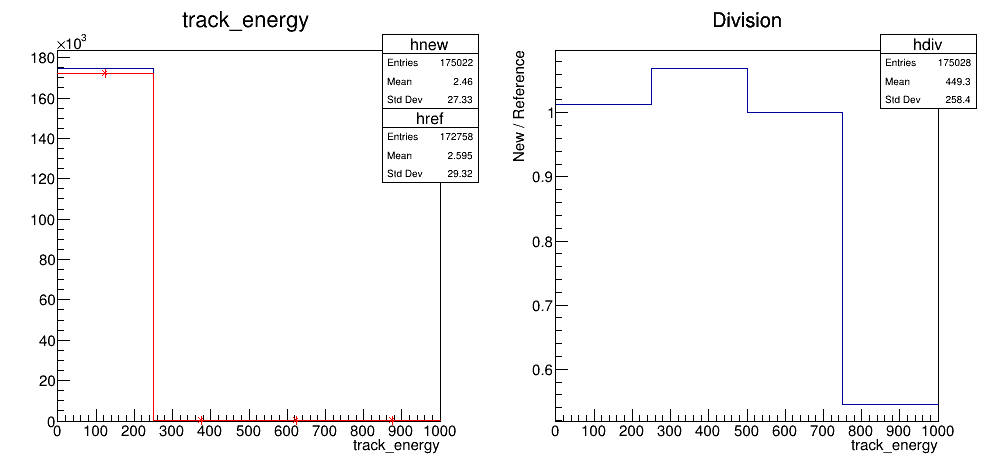 track_energy
×10³
180
160
140
120
100
80
60
40
20
0
0 100 200 300 400 500 600 700 800 900 1000
track_energy
hnew
Entries 175022
Mean 2.46
Std Dev 27.33
href
Entries 172758
Mean 2.595
Std Dev 29.32
Division
New / Reference
1
0.9
0.8
0.7
0.6
0 100 200 300 400 500 600 700 800 900 1000
track_energy
hdiv
Entries 175028
Mean 449.3
Std Dev 258.4